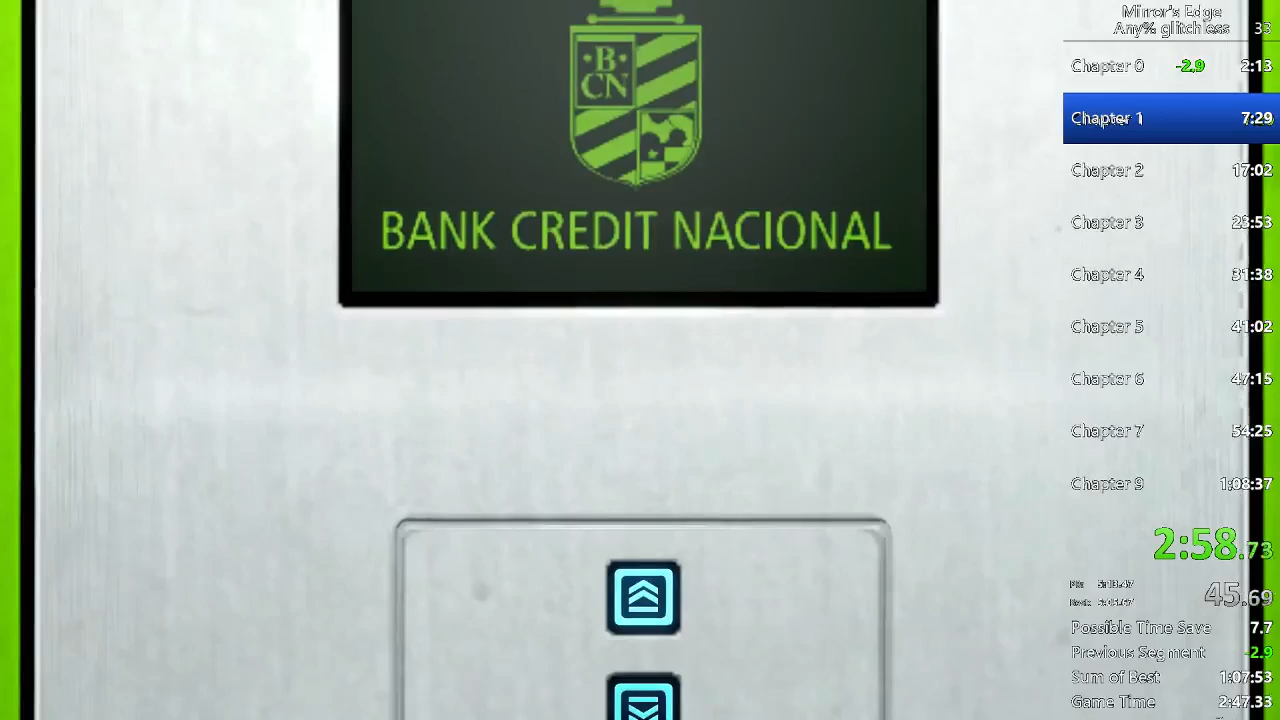 B
CN
BANK CREDIT NACIONAL
Mirror's Edge
Any% glitchless 33
Chapter 0 -2.9 2:13
Chapter 1 7:29
Chapter 2 17:02
Chapter 3 23:53
Chapter 4 31:38
Chapter 5 41:02
Chapter 6 47:15
Chapter 7 54:25
Chapter 9 1:08:37
2:58.73
45.69
Possible Time Save 7.7
Previous Segment -2.9
Sum of Best 1:07:53
Game Time 2:47.33